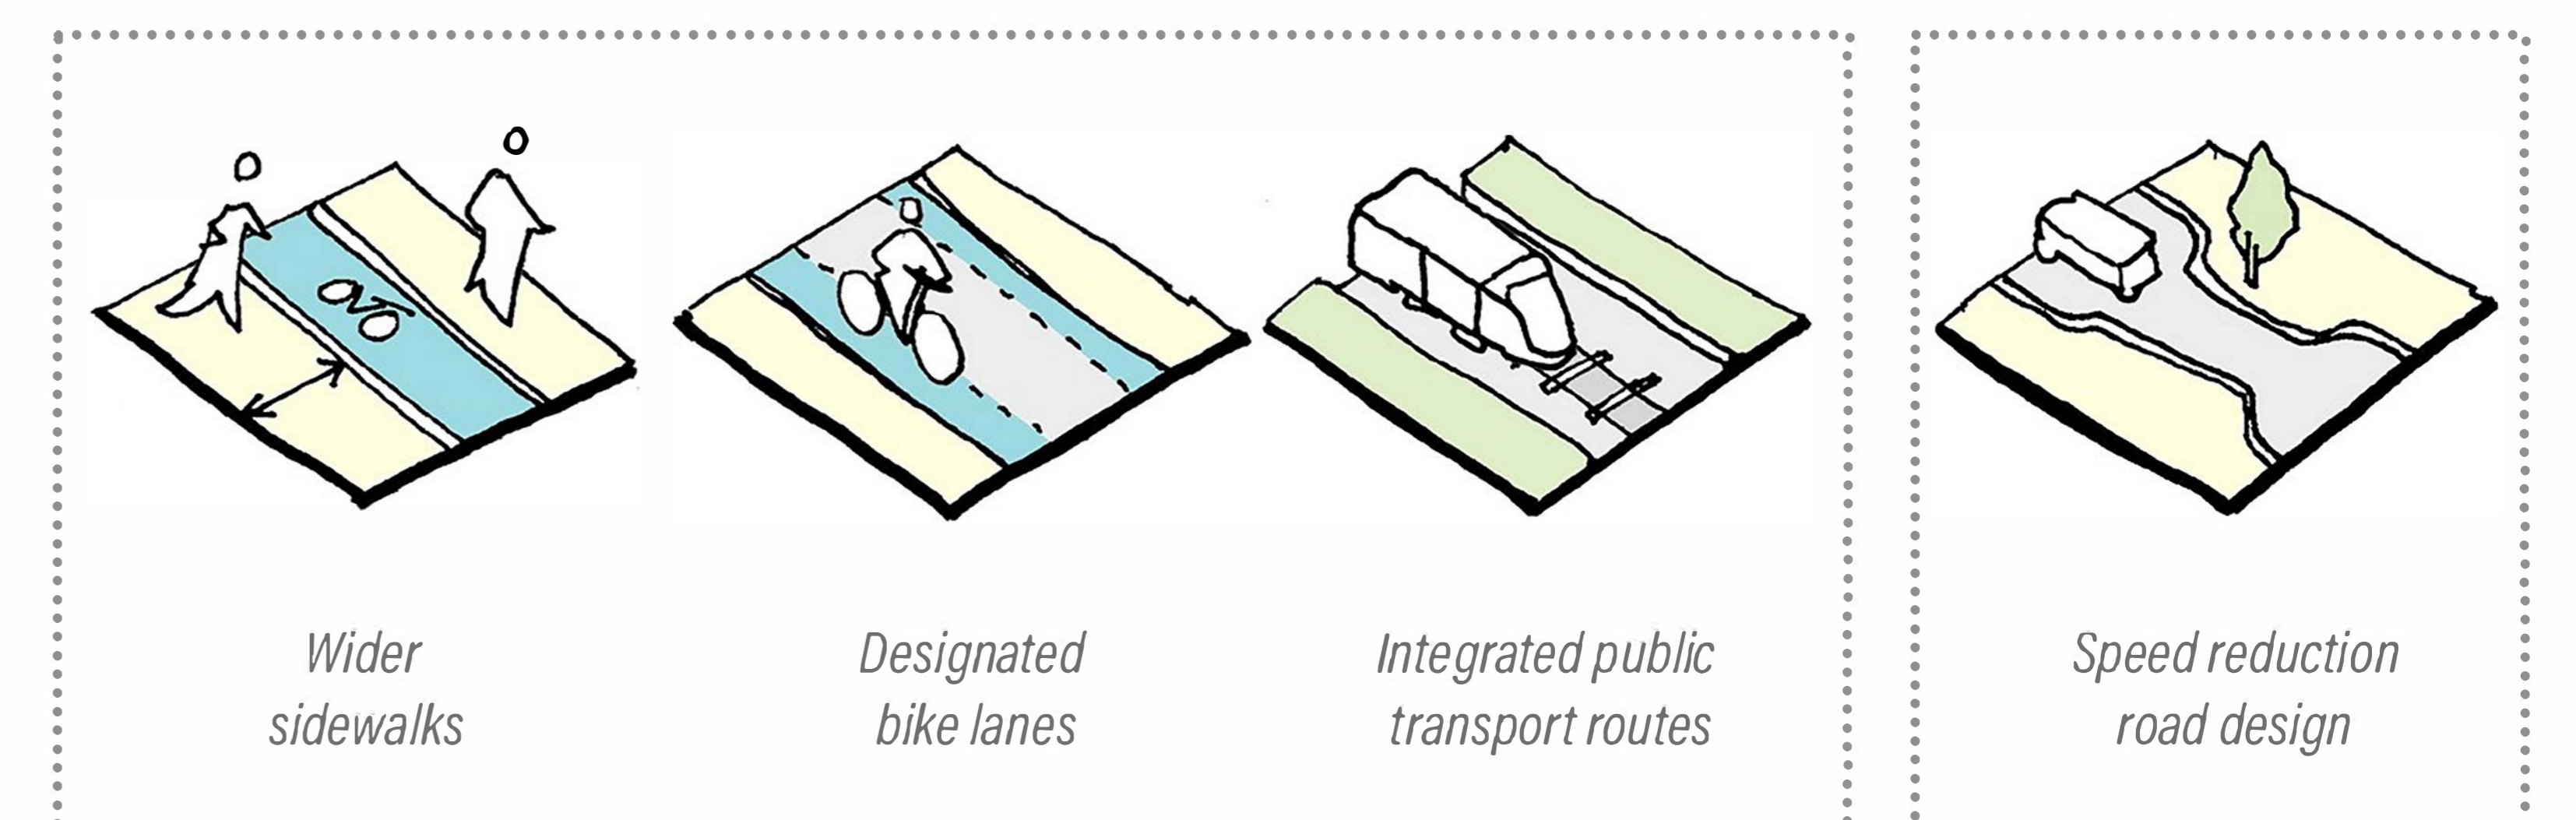 Wider
sidewalks
Designated
bike lanes
Integrated public
transport routes
Speed reduction
road design